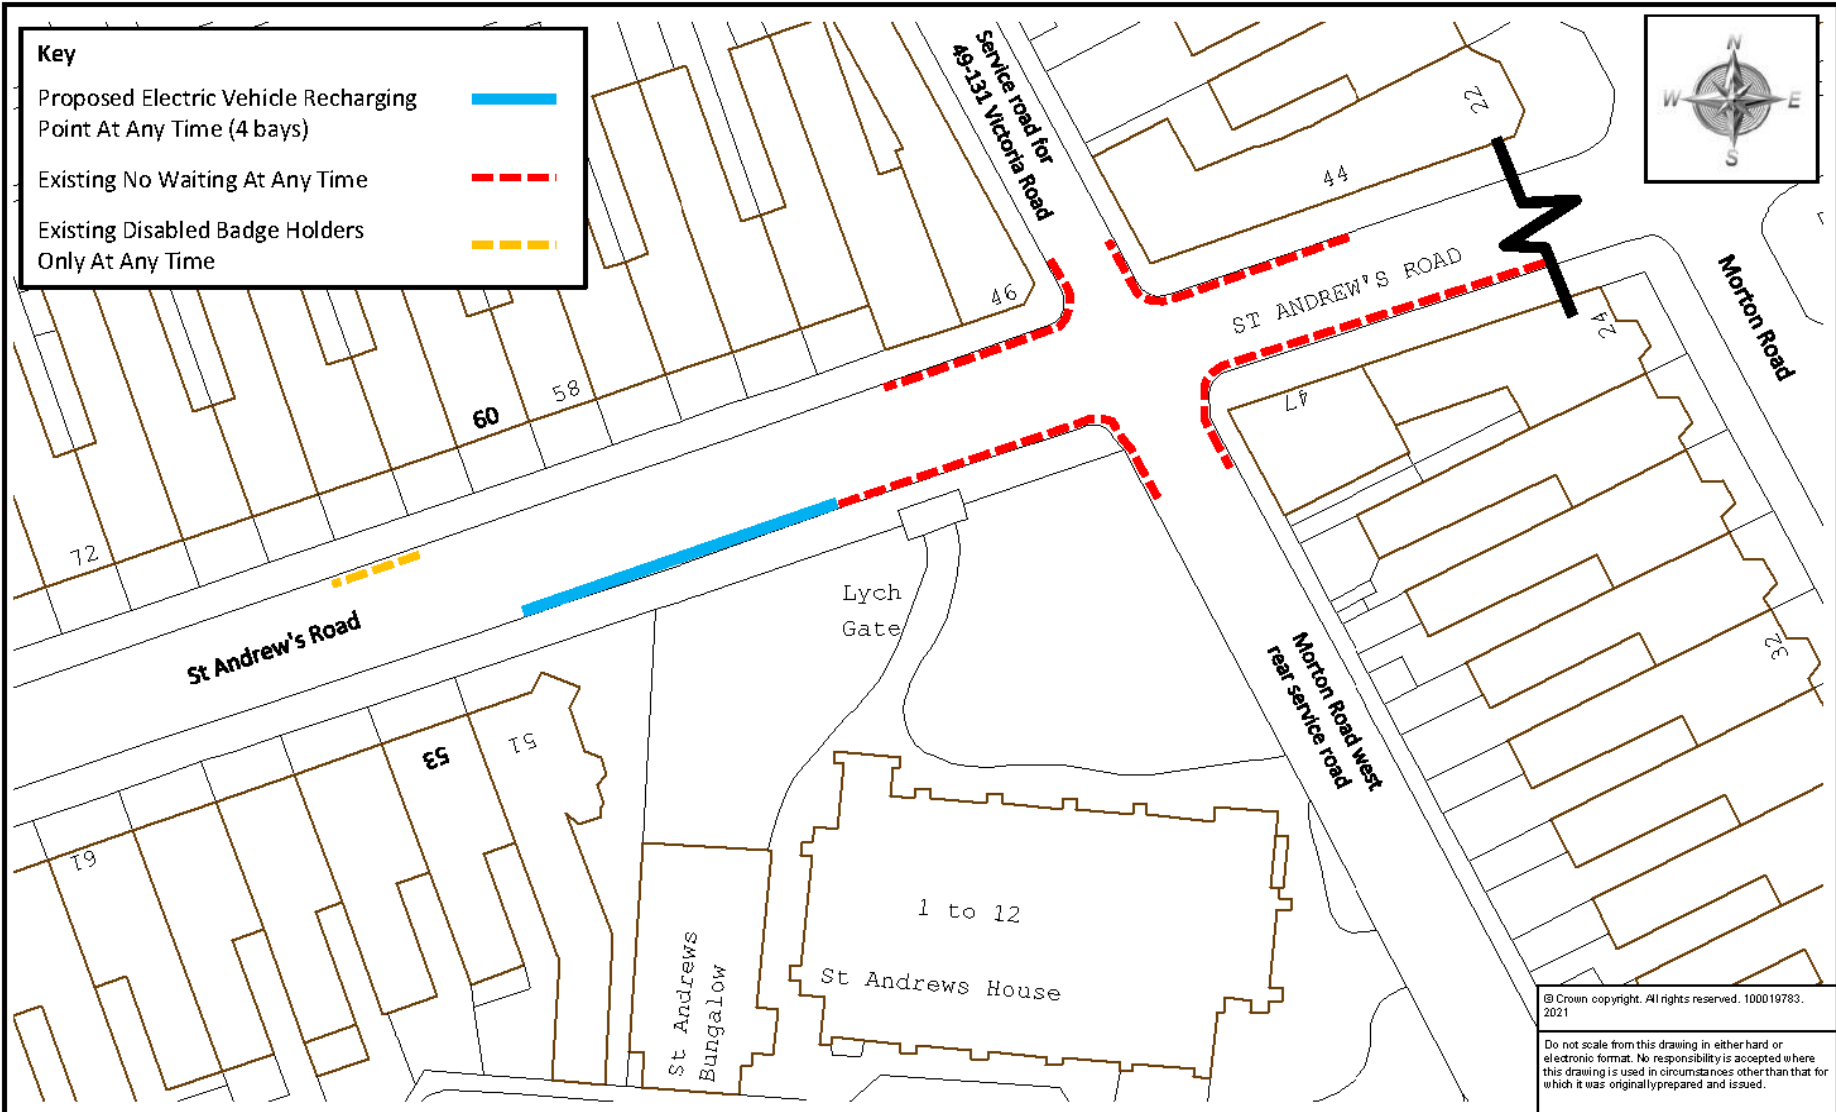 Key
Proposed Electric Vehicle Recharging
Point At Any Time (4 bays)
Existing No Waiting At Any Time
Existing Disabled Badge Holders
Only At Any Time
Service road for
49-131 Victoria Road
N
W
E
S
22
44
46
ST ANDREW'S ROAD
Morton Road
24
47
58
60
72
St Andrew's Road
Lych
Gate
Morton Road west
rear service road
32
53
51
61
1 to 12
St Andrews House
St Andrews
Bungalow
© Crown copyright. All rights reserved. 100019783.
2021
Do not scale from this drawing in either hard or
electronic format. No responsibility is accepted where
this drawing is used in circumstances other than that for
which it was originallyprepared and issued.